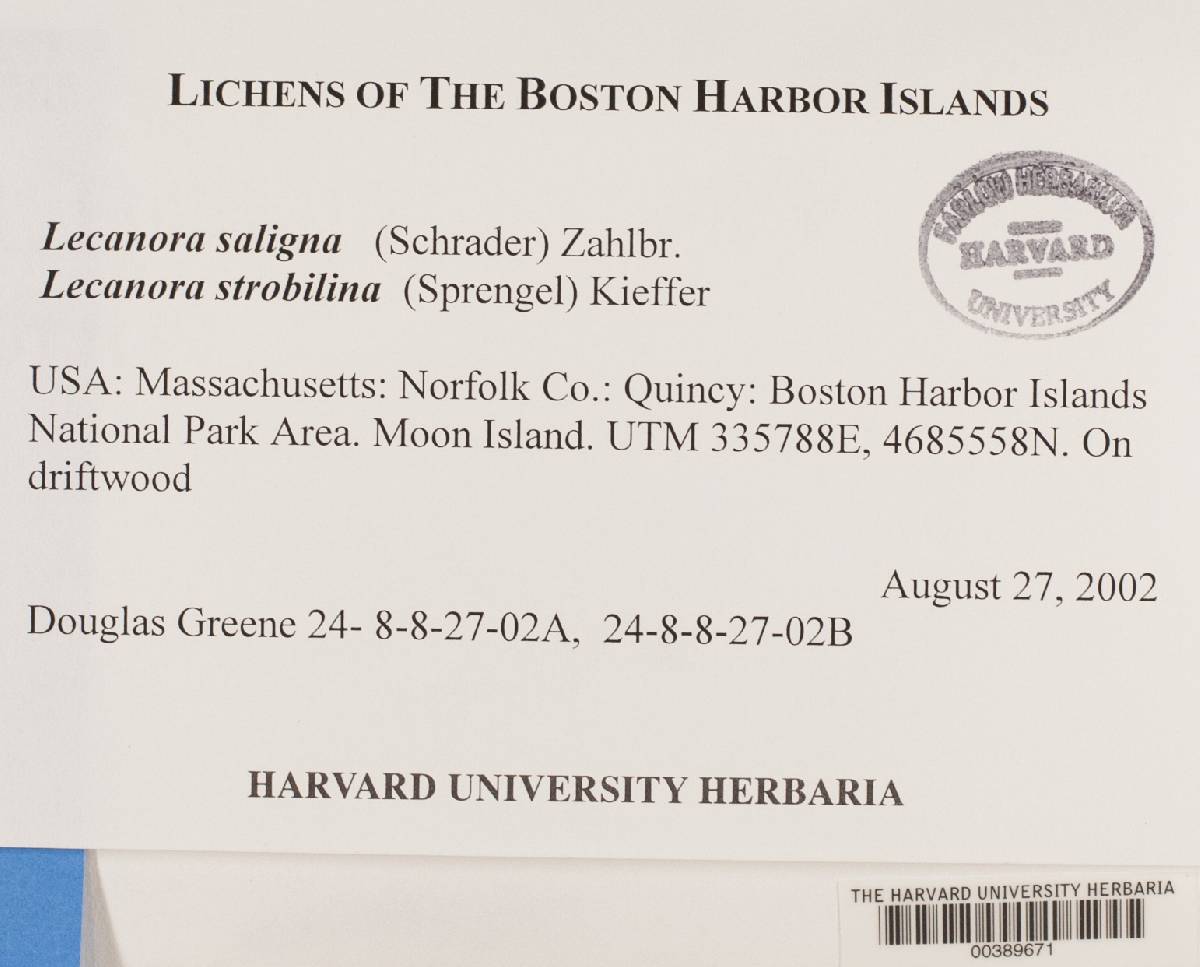 LICHENS OF THE BOSTON HARBOR ISLANDS
FARLOW HERBARIUM
HARVARD
UNIVERSITY
Lecanora saligna (Schrader) Zahlbr.
Lecanora strobilina (Sprengel) Kieffer
USA: Massachusetts: Norfolk Co.: Quincy: Boston Harbor Islands
National Park Area. Moon Island. UTM 335788E, 4685558N. On
driftwood
August 27, 2002
Douglas Greene 24- 8-8-27-02A, 24-8-8-27-02B
HARVARD UNIVERSITY HERBARIA
THE HARVARD UNIVERSITY HERBARIA
00389671